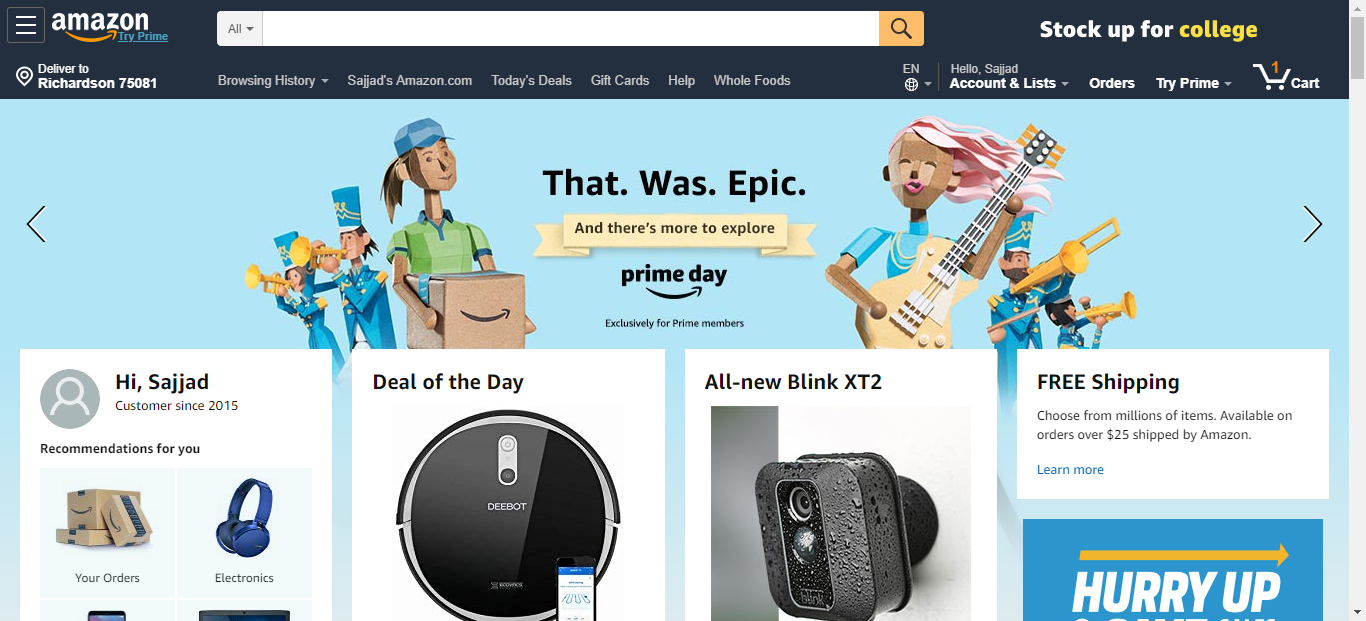 amazon
Try Prime
All
Stock up for college
Deliver to
Richardson 75081
Browsing History
Sajjad's Amazon.com
Today's Deals
Gift Cards
Help
Whole Foods
EN
Hello, Sajjad
Account & Lists
Orders
Try Prime
1
Cart
That. Was. Epic.
And there's more to explore
prime day
Exclusively for Prime members
Hi, Sajjad
Customer since 2015
Recommendations for you
Your Orders
Electronics
Deal of the Day
DEEBOT
ECOVACS
All-new Blink XT2
blink
FREE Shipping
Choose from millions of items. Available on
orders over $25 shipped by Amazon.
Learn more
HURRY UP